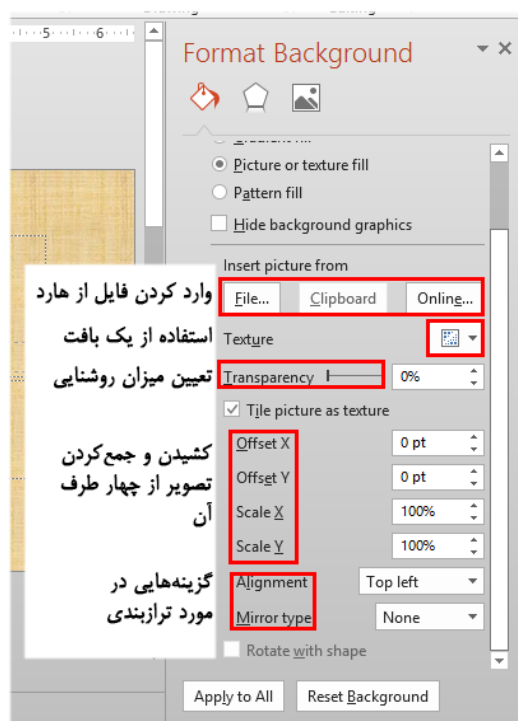 5 6
Format Background
Picture or texture fill
Pattern fill
Hide background graphics
Insert picture from
وارد کردن فایل از هارد
File... Clipboard Online...
استفاده از یک بافت
Texture
تعیین میزان روشنایی
Transparency 0%
Tile picture as texture
کشیدن و جمع‌کردن
تصویر از چهار طرف
آن
Offset X 0 pt
Offset Y 0 pt
Scale X 100%
Scale Y 100%
گزینه‌هایی در
مورد ترازبندی
Alignment Top left
Mirror type None
Rotate with shape
Apply to All Reset Background